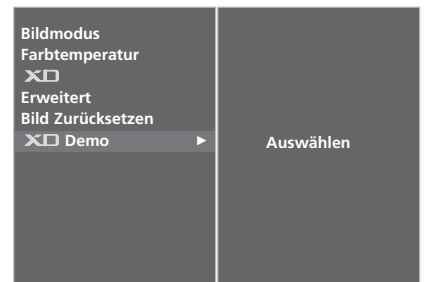 Bildmodus
Farbtemperatur
XD
Erweitert
Bild Zurücksetzen
XD Demo ►
Auswählen